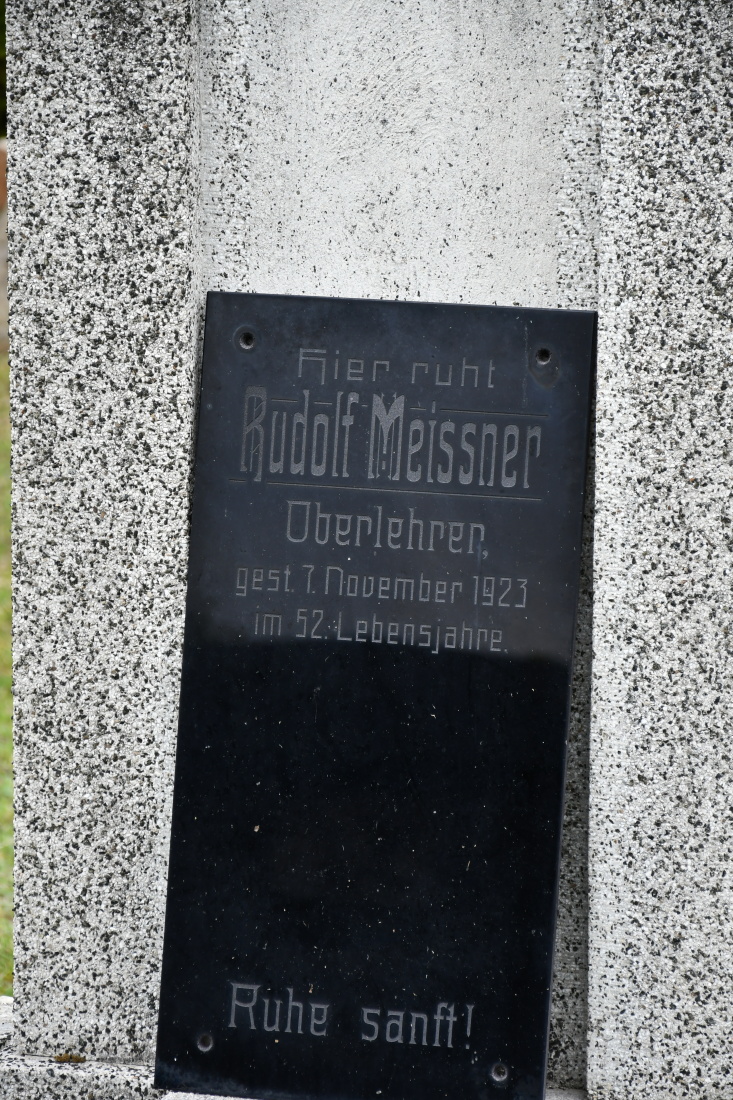 Hier ruht
Rudolf Meissner
Oberlehrer,
gest. 7. November 1923
im 52. Lebensjahre.
Ruhe sanft!